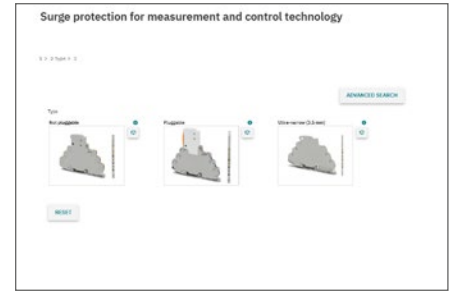 Surge protection for measurement and control technology
ADVANCED SEARCH
Type
Not pluggable
Pluggable
Ultra-narrow (3.5 mm)
RESET